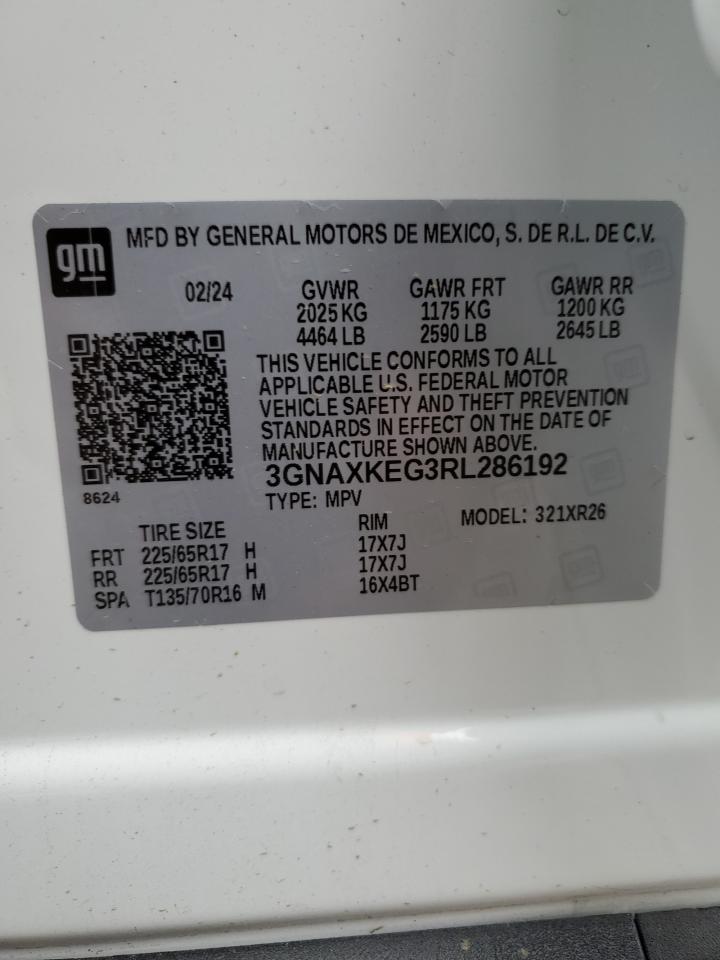 gm MFD BY GENERAL MOTORS DE MEXICO, S. DE R.L. DE C.V.
02/24 GVWR GAWR FRT GAWR RR
2025 KG 1175 KG 1200 KG
4464 LB 2590 LB 2645 LB
THIS VEHICLE CONFORMS TO ALL
APPLICABLE U.S. FEDERAL MOTOR
VEHICLE SAFETY AND THEFT PREVENTION
STANDARDS IN EFFECT ON THE DATE OF
MANUFACTURE SHOWN ABOVE.
3GNAXKEG3RL286192
8624
TYPE: MPV MODEL: 321XR26
TIRE SIZE RIM
FRT 225/65R17 H 17X7J
RR 225/65R17 H 17X7J
SPA T135/70R16 M 16X4BT